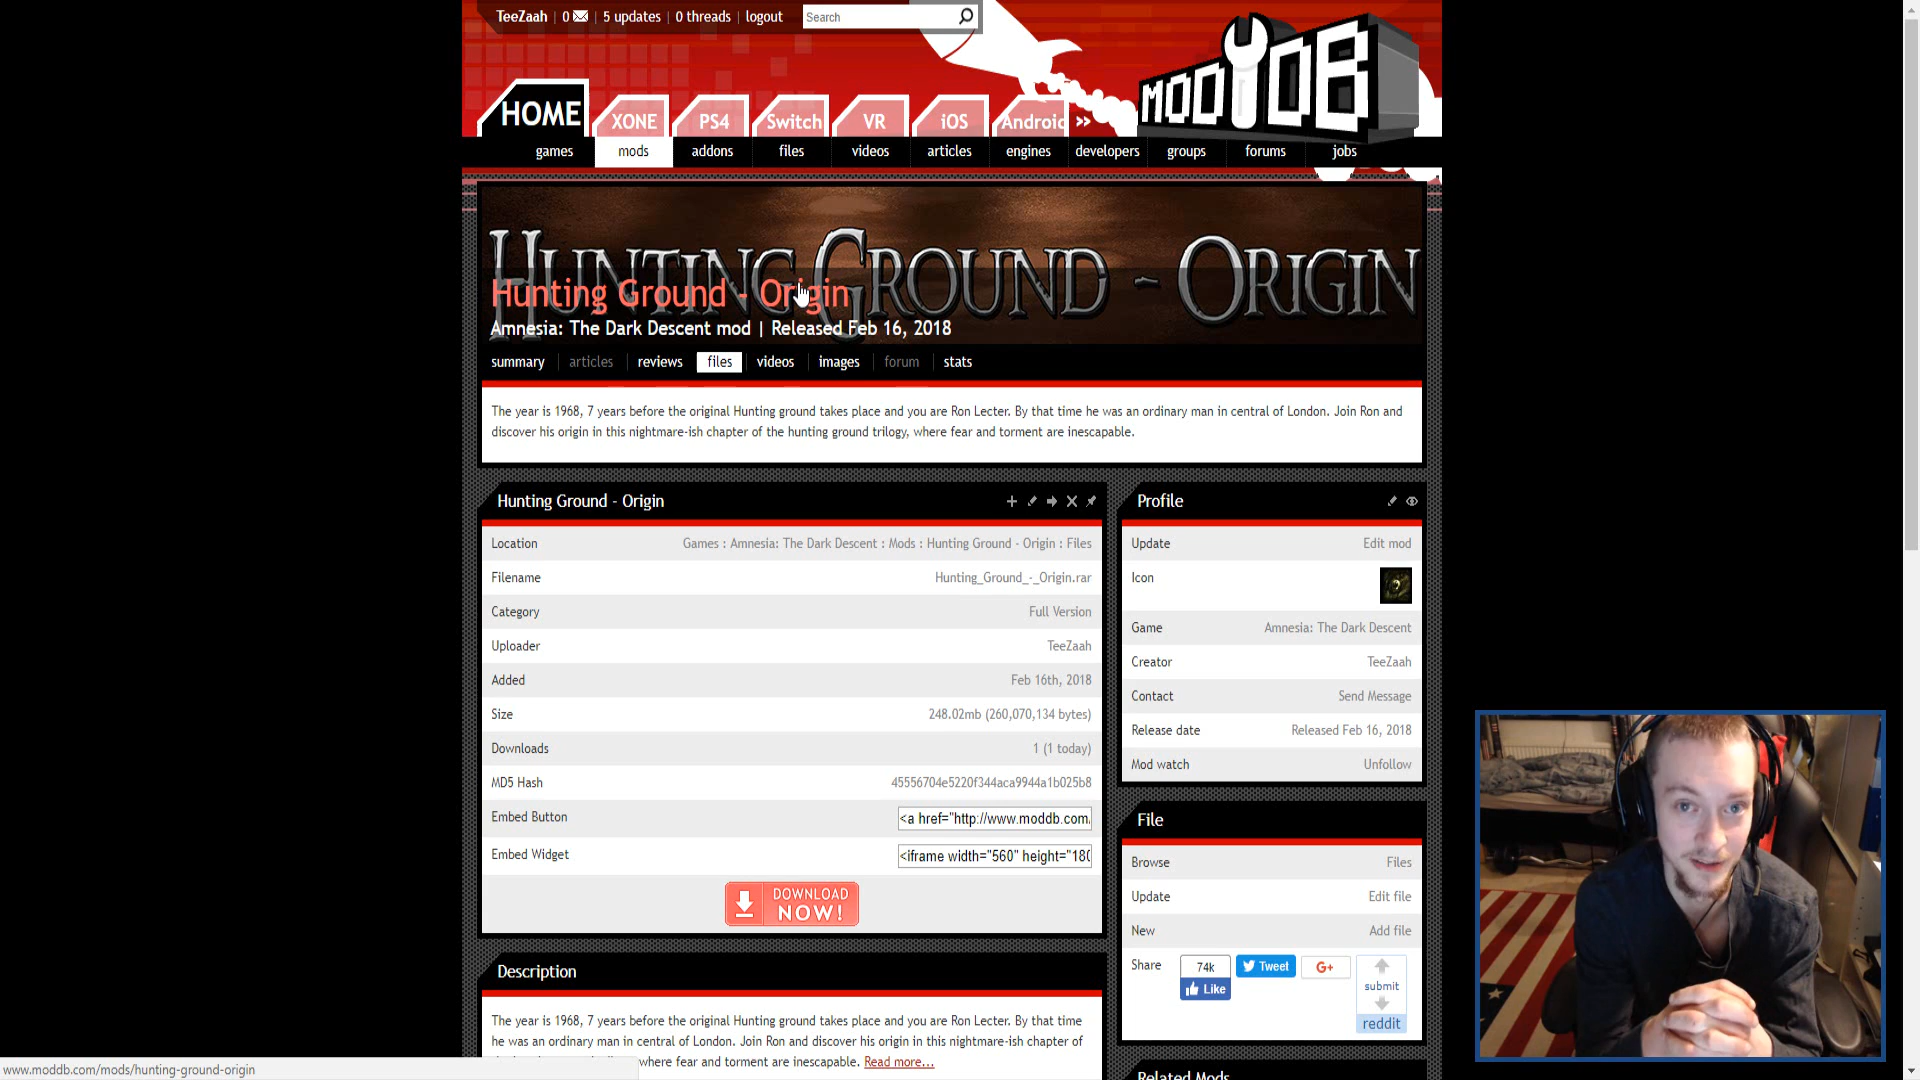 TeeZaah | 0 | 5 updates | 0 threads | logout
Search
MOD DB
HOME XONE PS4 Switch VR iOS Android >>
games mods addons files videos articles engines developers groups forums jobs
HUNTING GROUND - ORIGIN
Hunting Ground - Origin
Amnesia: The Dark Descent mod | Released Feb 16, 2018
summary articles reviews files videos images forum stats
The year is 1968, 7 years before the original Hunting ground takes place and you are Ron Lecter. By that time he was an ordinary man in central of London. Join Ron and
discover his origin in this nightmare-ish chapter of the hunting ground trilogy, where fear and torment are inescapable.
Hunting Ground - Origin
Location Games : Amnesia: The Dark Descent : Mods : Hunting Ground - Origin : Files
Filename Hunting_Ground_-_Origin.rar
Category Full Version
Uploader TeeZaah
Added Feb 16th, 2018
Size 248.02mb (260,070,134 bytes)
Downloads 1 (1 today)
MD5 Hash 45556704e5220f344aca9944a1b025b8
Embed Button <a href="http://www.moddb.com/
Embed Widget <iframe width="560" height="180
DOWNLOAD
NOW!
Description
The year is 1968, 7 years before the original Hunting ground takes place and you are Ron Lecter. By that time
he was an ordinary man in central of London. Join Ron and discover his origin in this nightmare-ish chapter of
where fear and torment are inescapable. Read more...
Profile
Update Edit mod
Icon
Game Amnesia: The Dark Descent
Creator TeeZaah
Contact Send Message
Release date Released Feb 16, 2018
Mod watch Unfollow
File
Browse Files
Update Edit file
New Add file
Share 74k Like Tweet G+ submit reddit
Related Mods
www.moddb.com/mods/hunting-ground-origin